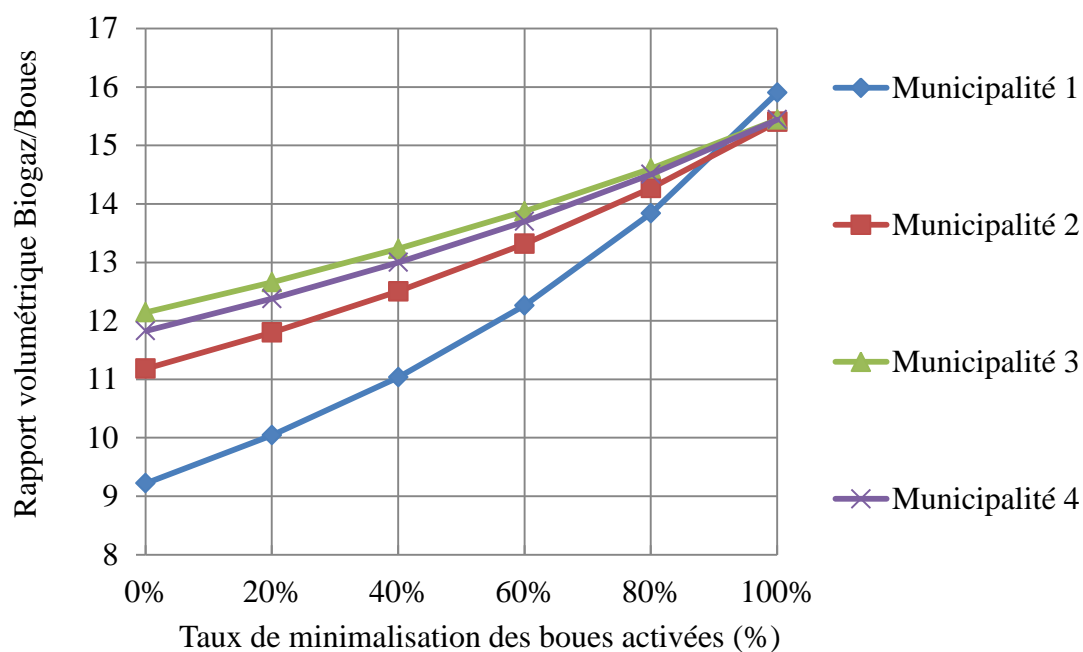 Rapport volumétrique Biogaz/Boues
17
16
15
14
13
12
11
10
9
8
0%
20%
40%
60%
80%
100%
Taux de minimalisation des boues activées (%)
Municipalité 1
Municipalité 2
Municipalité 3
Municipalité 4